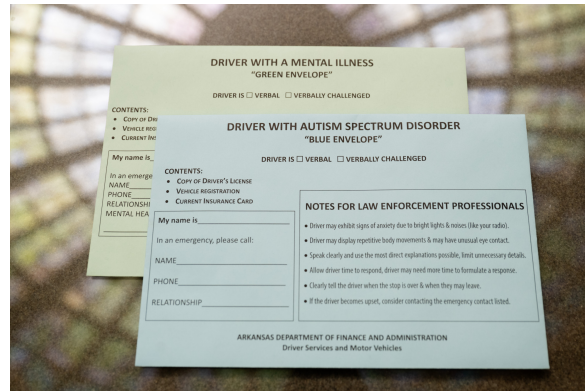 DRIVER WITH A MENTAL ILLNESS
"GREEN ENVELOPE"
DRIVER IS ☐ VERBAL ☐ VERBALLY CHALLENGED
CONTENTS:
• COPY OF
• VEHICLE
• CURRENT
My name is
In an
NAME
PHONE
MENTAL
DRIVER WITH AUTISM SPECTRUM DISORDER
"BLUE ENVELOPE"
DRIVER IS ☐ VERBAL ☐ VERBALLY CHALLENGED
CONTENTS:
• COPY OF DRIVER'S LICENSE
• VEHICLE REGISTRATION
• CURRENT INSURANCE CARD
My name is
In an emergency, please call:
NAME
PHONE
RELATIONSHIP
NOTES FOR LAW ENFORCEMENT PROFESSIONALS
• Driver may exhibit signs of anxiety due to bright lights & noises (like your radio).
• Driver may display repetitive body movements & may have unusual eye contact.
• Speak clearly and use the most direct explanations possible, limit unnecessary details.
• Allow driver time to respond, driver may need more time to formulate a response.
• Clearly tell the driver when the stop is over & when they may leave.
• If the driver becomes upset, consider contacting the emergency contact listed.
ARKANSAS DEPARTMENT OF FINANCE AND ADMINISTRATION
Driver Services and Motor Vehicles